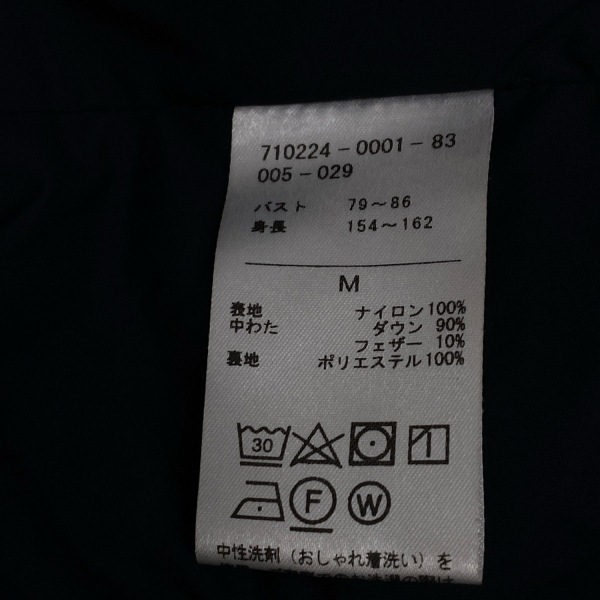 710224-0001-83
005-029
バスト 79〜86
身長 154〜162
M
表地 ナイロン100%
中わた ダウン 90%
フェザー 10%
裏地 ポリエステル100%
30
F W
中性洗剤（おしゃれ着洗い）を